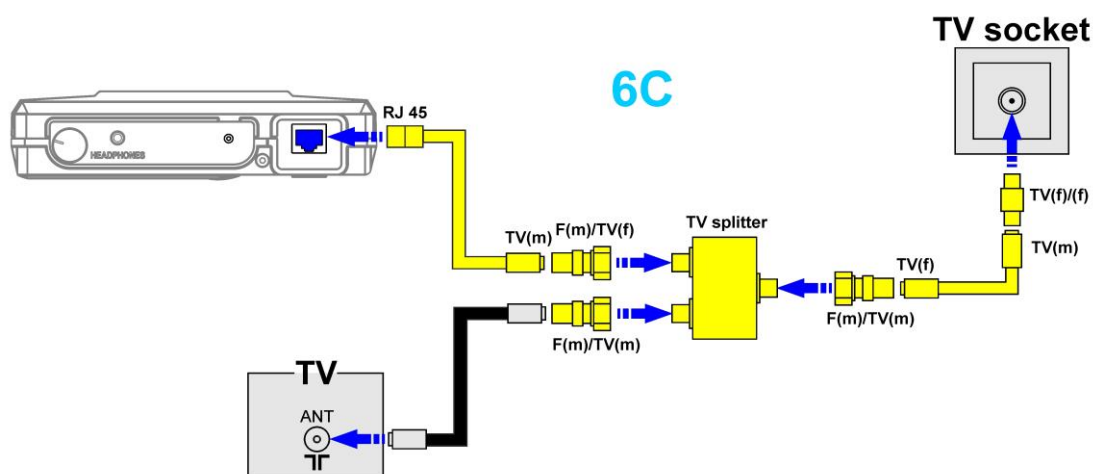 TV socket
6C
RJ 45
HEADPHONES
TV(f)/(f)
TV splitter
F(m)/TV(f)
TV(m)
TV(m)
TV(f)
F(m)/TV(m)
F(m)/TV(m)
TV
ANT